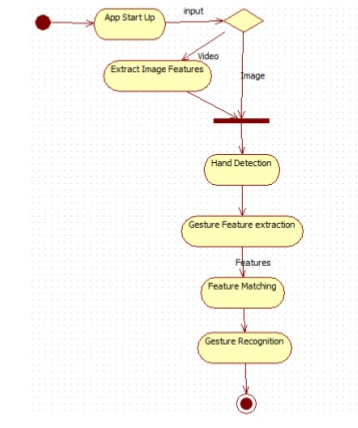 App Start Up
input
Video
Extract Image Features
Image
Hand Detection
Gesture Feature extraction
Features
Feature Matching
Gesture Recognition